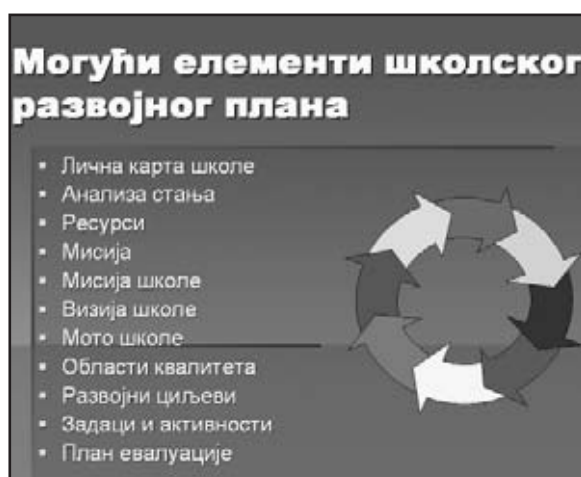 Могући елементи школског
развојног плана
▪ Лична карта школе
▪ Анализа стања
▪ Ресурси
▪ Мисија
▪ Мисија школе
▪ Визија школе
▪ Мото школе
▪ Области квалитета
▪ Развојни циљеви
▪ Задаци и активности
▪ План евалуације